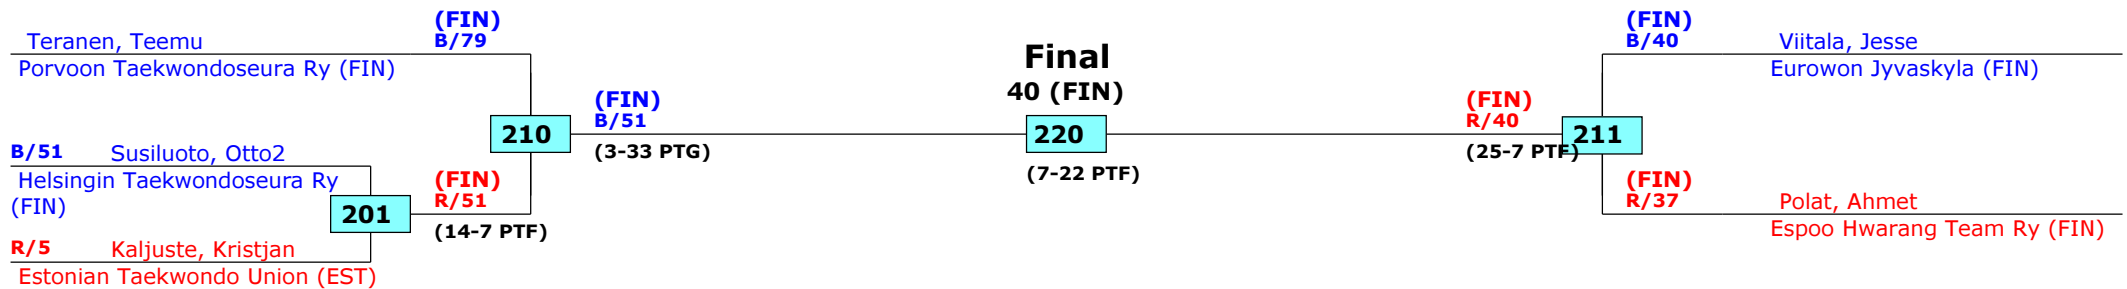 (FIN)
B/79
Teranen, Teemu
Porvoon Taekwondoseura Ry (FIN)
B/51 Susiluoto, Otto2
Helsingin Taekwondoseura Ry
(FIN)
201
R/5 Kaljuste, Kristjan
Estonian Taekwondo Union (EST)
(FIN)
R/51
(14-7 PTF)
210
(FIN)
B/51
(3-33 PTG)
Final
40 (FIN)
220
(7-22 PTF)
(FIN)
R/40
(25-7 PTF)
211
(FIN)
B/40
Viitala, Jesse
Eurowon Jyvaskyla (FIN)
(FIN)
R/37
Polat, Ahmet
Espoo Hwarang Team Ry (FIN)